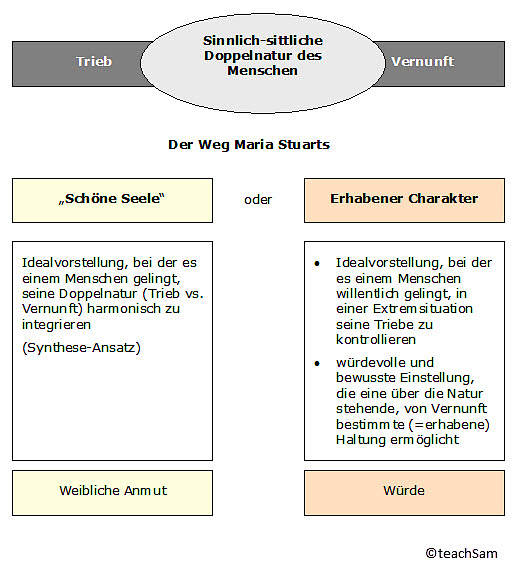 Sinnlich-sittliche
Doppelnatur des
Menschen
Trieb
Vernunft
Der Weg Maria Stuarts
„Schöne Seele“
oder
Erhabener Charakter
Idealvorstellung, bei der es
einem Menschen gelingt,
seine Doppelnatur (Trieb vs.
Vernunft) harmonisch zu
integrieren
(Synthese-Ansatz)
• Idealvorstellung, bei der
es einem Menschen
willentlich gelingt, in
einer Extremsituation
seine Triebe zu
kontrollieren
• würdevolle und
bewusste Einstellung,
die eine über die Natur
stehende, von Vernunft
bestimmte (=erhabene)
Haltung ermöglicht
Weibliche Anmut
Würde
©teachSam